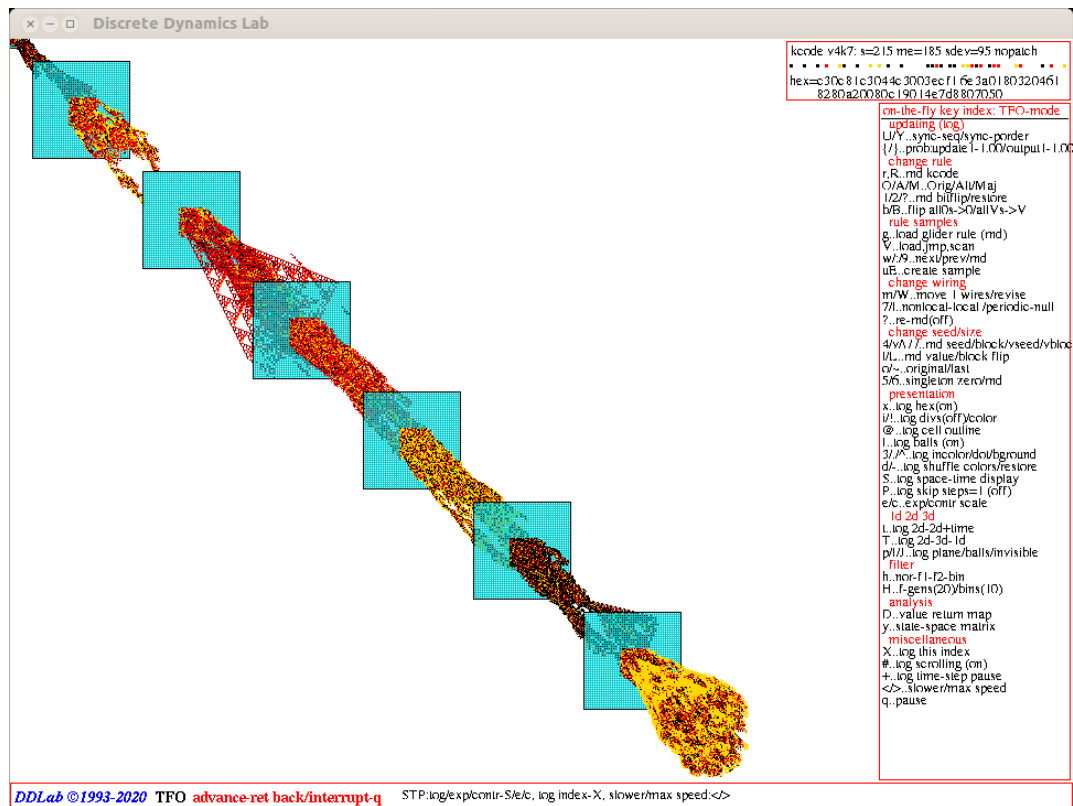 Discrete Dynamics Lab
kcode v4k7: s=215 me=185 sdev=95 nopatch
hex=c30c81c3044c3003ecf16e3a0180320461
8280a20080c19014e7d8807050
on-the-fly key index: TFO-mode
updating (tog)
U/Y..sync-seq/sync-porder
{/}..prob:update1-1.00/output1-1.00
change rule
r,R..rnd kcode
O/A/M..Orig/Alt/Maj
1/2/?..rnd bitflip/restore
b/B..flip all0s->0/allVs->V
rule samples
g..load glider rule (rnd)
V..load,jmp,scan
w/:/9..next/prev/rnd
uE..create sample
change wiring
m/W..move 1 wires/revise
7/l..nonlocal-local /periodic-null
?..re-rnd(off)
change seed/size
rnd seed/block/vseed/vbloc
rnd value/block flip
o/~..original/last
5/6..singleton zero/rnd
presentation
x..tog hex(on)
i/!..tog divs(off)/color
@..tog cell outline
tog balls (on)
3/./^..tog incolor/dot/bground
d/-..tog shuffle colors/restore
S..tog space-time display
P..tog skip steps=1 (off)
e/c..exp/contr scale
1d 2d 3d
t..tog 2d-2d+time
T..tog 2d-3d-1d
tog plane/balls/invisible
filter
h..nor-f1-f2-bin
H..f-gens(20)/bins(10)
analysis
D..value return map
y..state-space matrix
miscellaneous
X..tog this index
#..tog scrolling (on)
+..tog time-step pause
</>..slower/max speed
q..pause
DDLab ©1993-2020 TFO advance-ret back/interrupt-q STP:tog/exp/contr-S/e/c, tog index-X, slower/max speed:</>